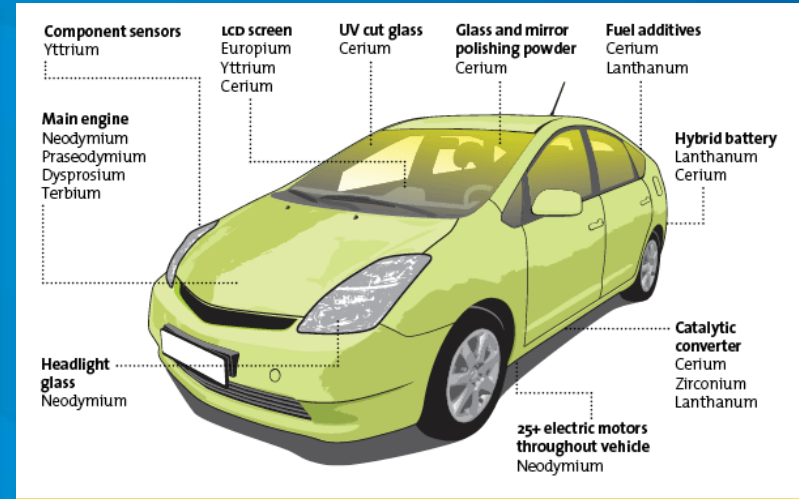 Component sensors
Yttrium
LCD screen
Europium
Yttrium
Cerium
UV cut glass
Cerium
Glass and mirror
polishing powder
Cerium
Fuel additives
Cerium
Lanthanum
Main engine
Neodymium
Praseodymium
Dysprosium
Terbium
Hybrid battery
Lanthanum
Cerium
Headlight
glass
Neodymium
25+ electric motors
throughout vehicle
Neodymium
Catalytic
converter
Cerium
Zirconium
Lanthanum